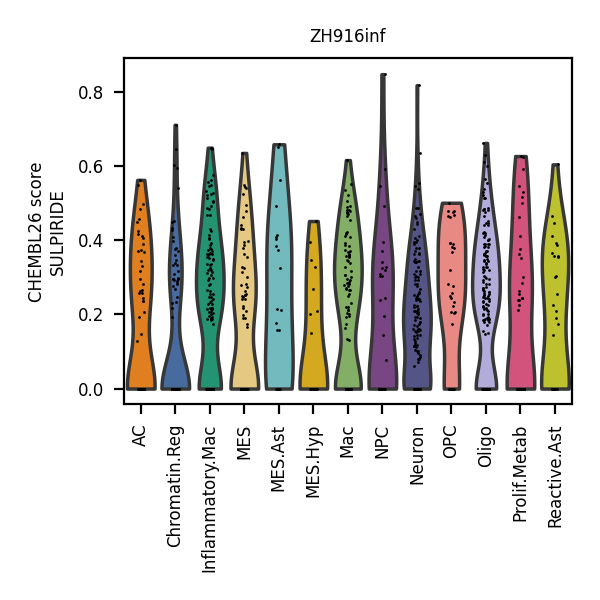 ZH916inf
CHEMBL26 score
SULPIRIDE
0.8
0.6
0.4
0.2
0.0
AC
Chromatin.Reg
Inflammatory.Mac
MES
MES.Ast
MES.Hyp
Mac
NPC
Neuron
OPC
Oligo
Prolif.Metab
Reactive.Ast